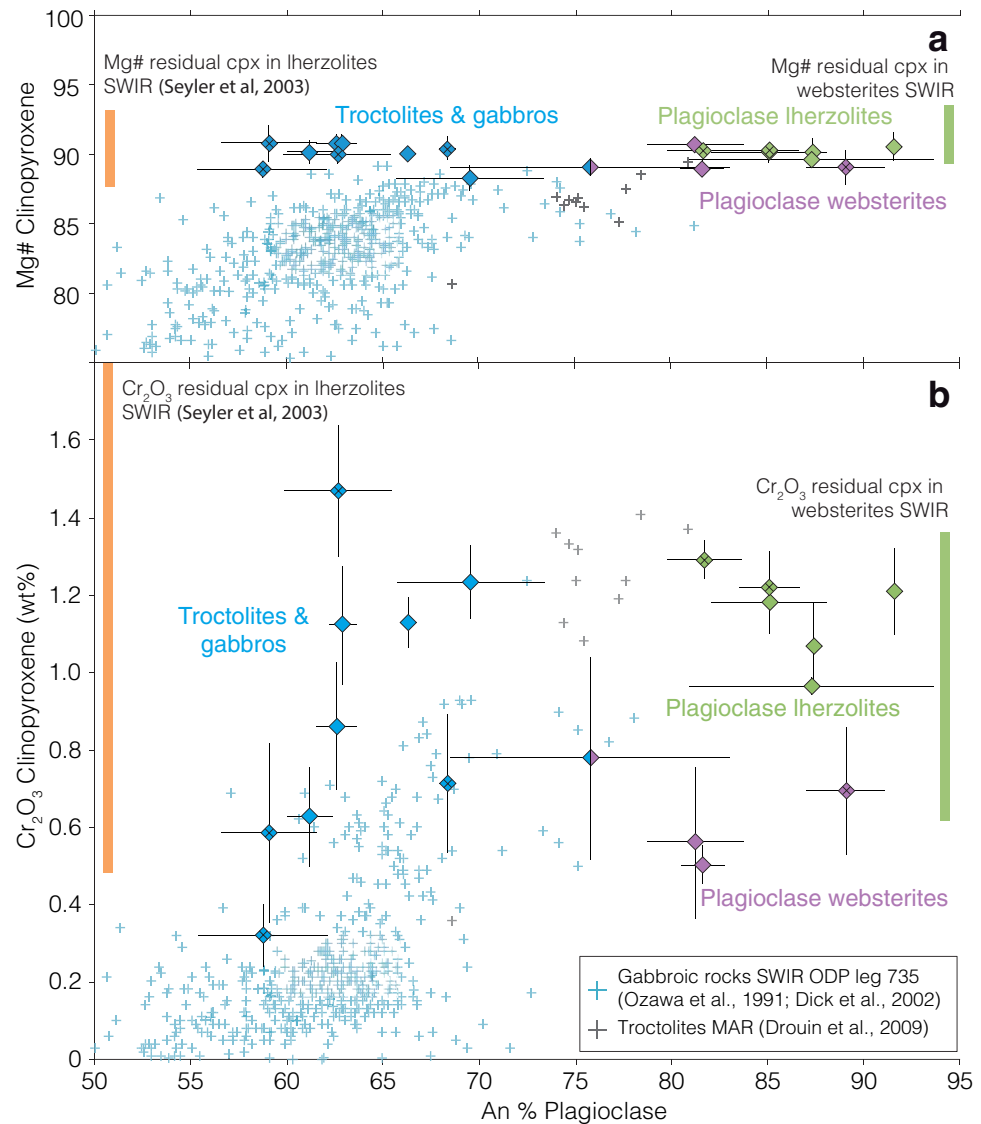 100
a
Mg# residual cpx in lherzolites
SWIR (Seyler et al, 2003)
Mg# residual cpx in
websterites SWIR
95
Troctolites & gabbros
Plagioclase lherzolites
90
Plagioclase websterites
85
80
Mg# Clinopyroxene
Cr₂O₃ residual cpx in lherzolites
SWIR (Seyler et al, 2003)
b
1.6
Cr₂O₃ residual cpx in
websterites SWIR
1.4
1.2
Troctolites &
gabbros
1.0
Plagioclase lherzolites
0.8
0.6
Plagioclase websterites
0.4
0.2
0
Cr₂O₃ Clinopyroxene (wt%)
Gabbroic rocks SWIR ODP leg 735
(Ozawa et al., 1991; Dick et al., 2002)
Troctolites MAR (Drouin et al., 2009)
50 55 60 65 70 75 80 85 90 95
An % Plagioclase